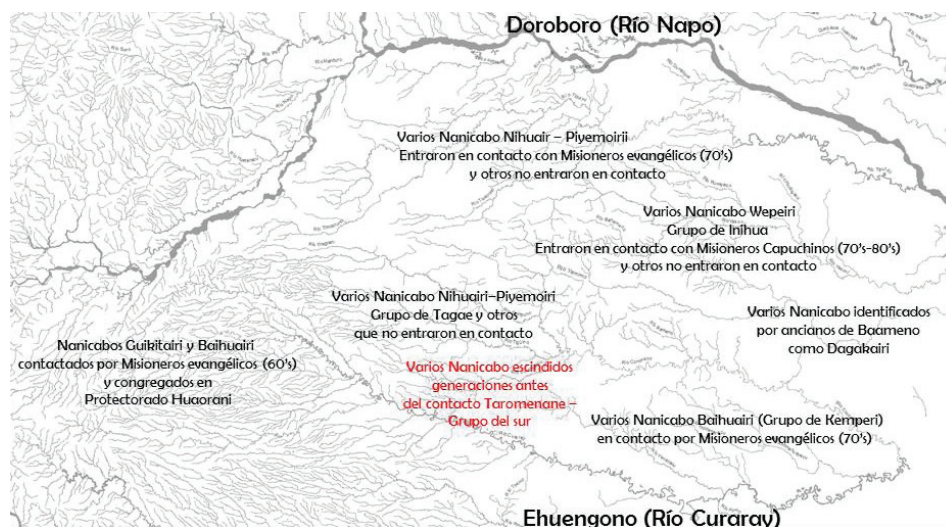 Doroboro (Río Napo)
Varios Nanicabo Nihuair – Piyemoirii
Entraron en contacto con Misioneros evangélicos (70's)
y otros no entraron en contacto
Varios Nanicabo Wepeiri
Grupo de Inihua
Entraron en contacto con Misioneros Capuchinos (70's-80's)
y otros no entraron en contacto
Varios Nanicabo Nihuairi–Piyemoiri
Grupo de Tagae y otros
que no entraron en contacto
Varios Nanicabo identificados
por ancianos de Baameno
como Dagakairi
Nanicabos Guikitairi y Baihuairi
contactados por Misioneros evangélicos (60's)
y congregados en
Protectorado Huaorani
Varios Nanicabo escindidos
generaciones antes
del contacto Taromenane –
Grupo del sur
Varios Nanicabo Baihuairi (Grupo de Kemperi)
en contacto por Misioneros evangélicos (70's)
Ehuengono (Río Curaray)